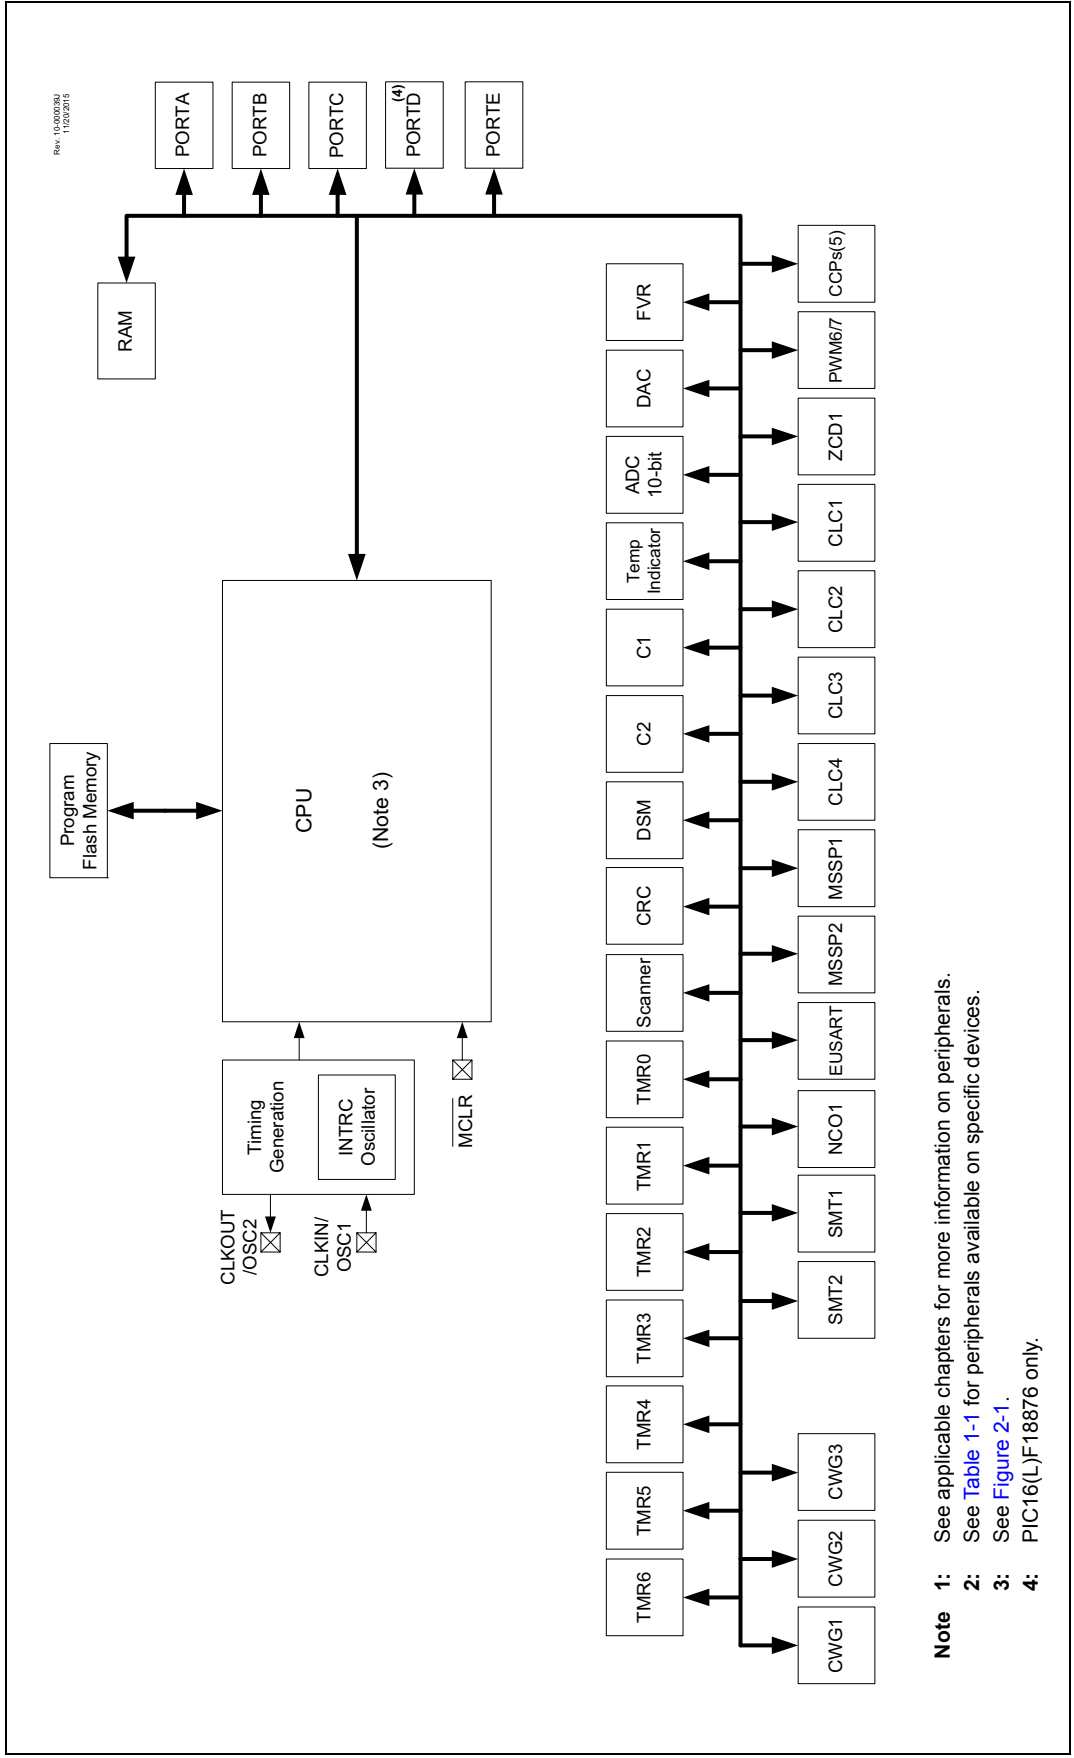 Rev. 10-000039J
11/20/2015
Program
Flash Memory
RAM
PORTA
PORTB
PORTC
PORTD
(4)
PORTE
CPU
(Note 3)
Timing
Generation
INTRC
Oscillator
CLKOUT
/OSC2
CLKIN/
OSC1
MCLR
TMR6
TMR5
TMR4
TMR3
TMR2
TMR1
TMR0
Scanner
CRC
DSM
C2
C1
Temp
Indicator
ADC
10-bit
DAC
FVR
CWG1
CWG2
CWG3
SMT2
SMT1
NCO1
EUSART
MSSP2
MSSP1
CLC4
CLC3
CLC2
CLC1
ZCD1
PWM6/7
CCPs(5)
Note 1: See applicable chapters for more information on peripherals.
2: See Table 1-1 for peripherals available on specific devices.
3: See Figure 2-1.
4: PIC16(L)F18876 only.